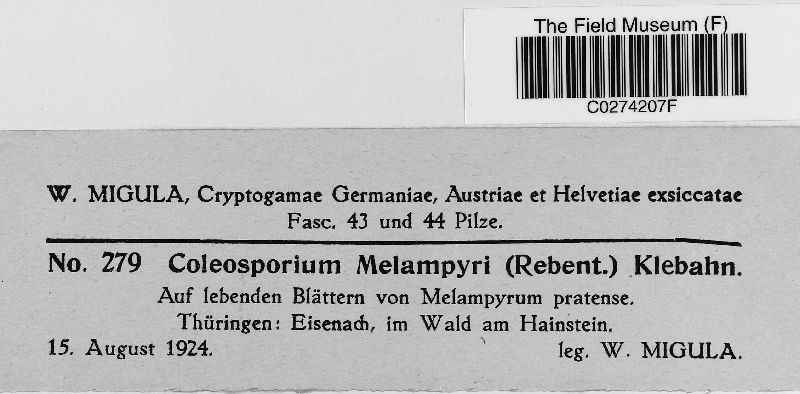 The Field Museum (F)
C0274207F
W. MIGULA, Cryptogamae Germaniae, Austriae et Helvetiae exsiccatae
Fasc. 43 und 44 Pilze.
No. 279 Coleosporium Melampyri (Rebent.) Klebahn.
Auf lebenden Blättern von Melampyrum pratense.
Thüringen: Eisenach, im Wald am Hainstein.
15. August 1924. leg. W. MIGULA.